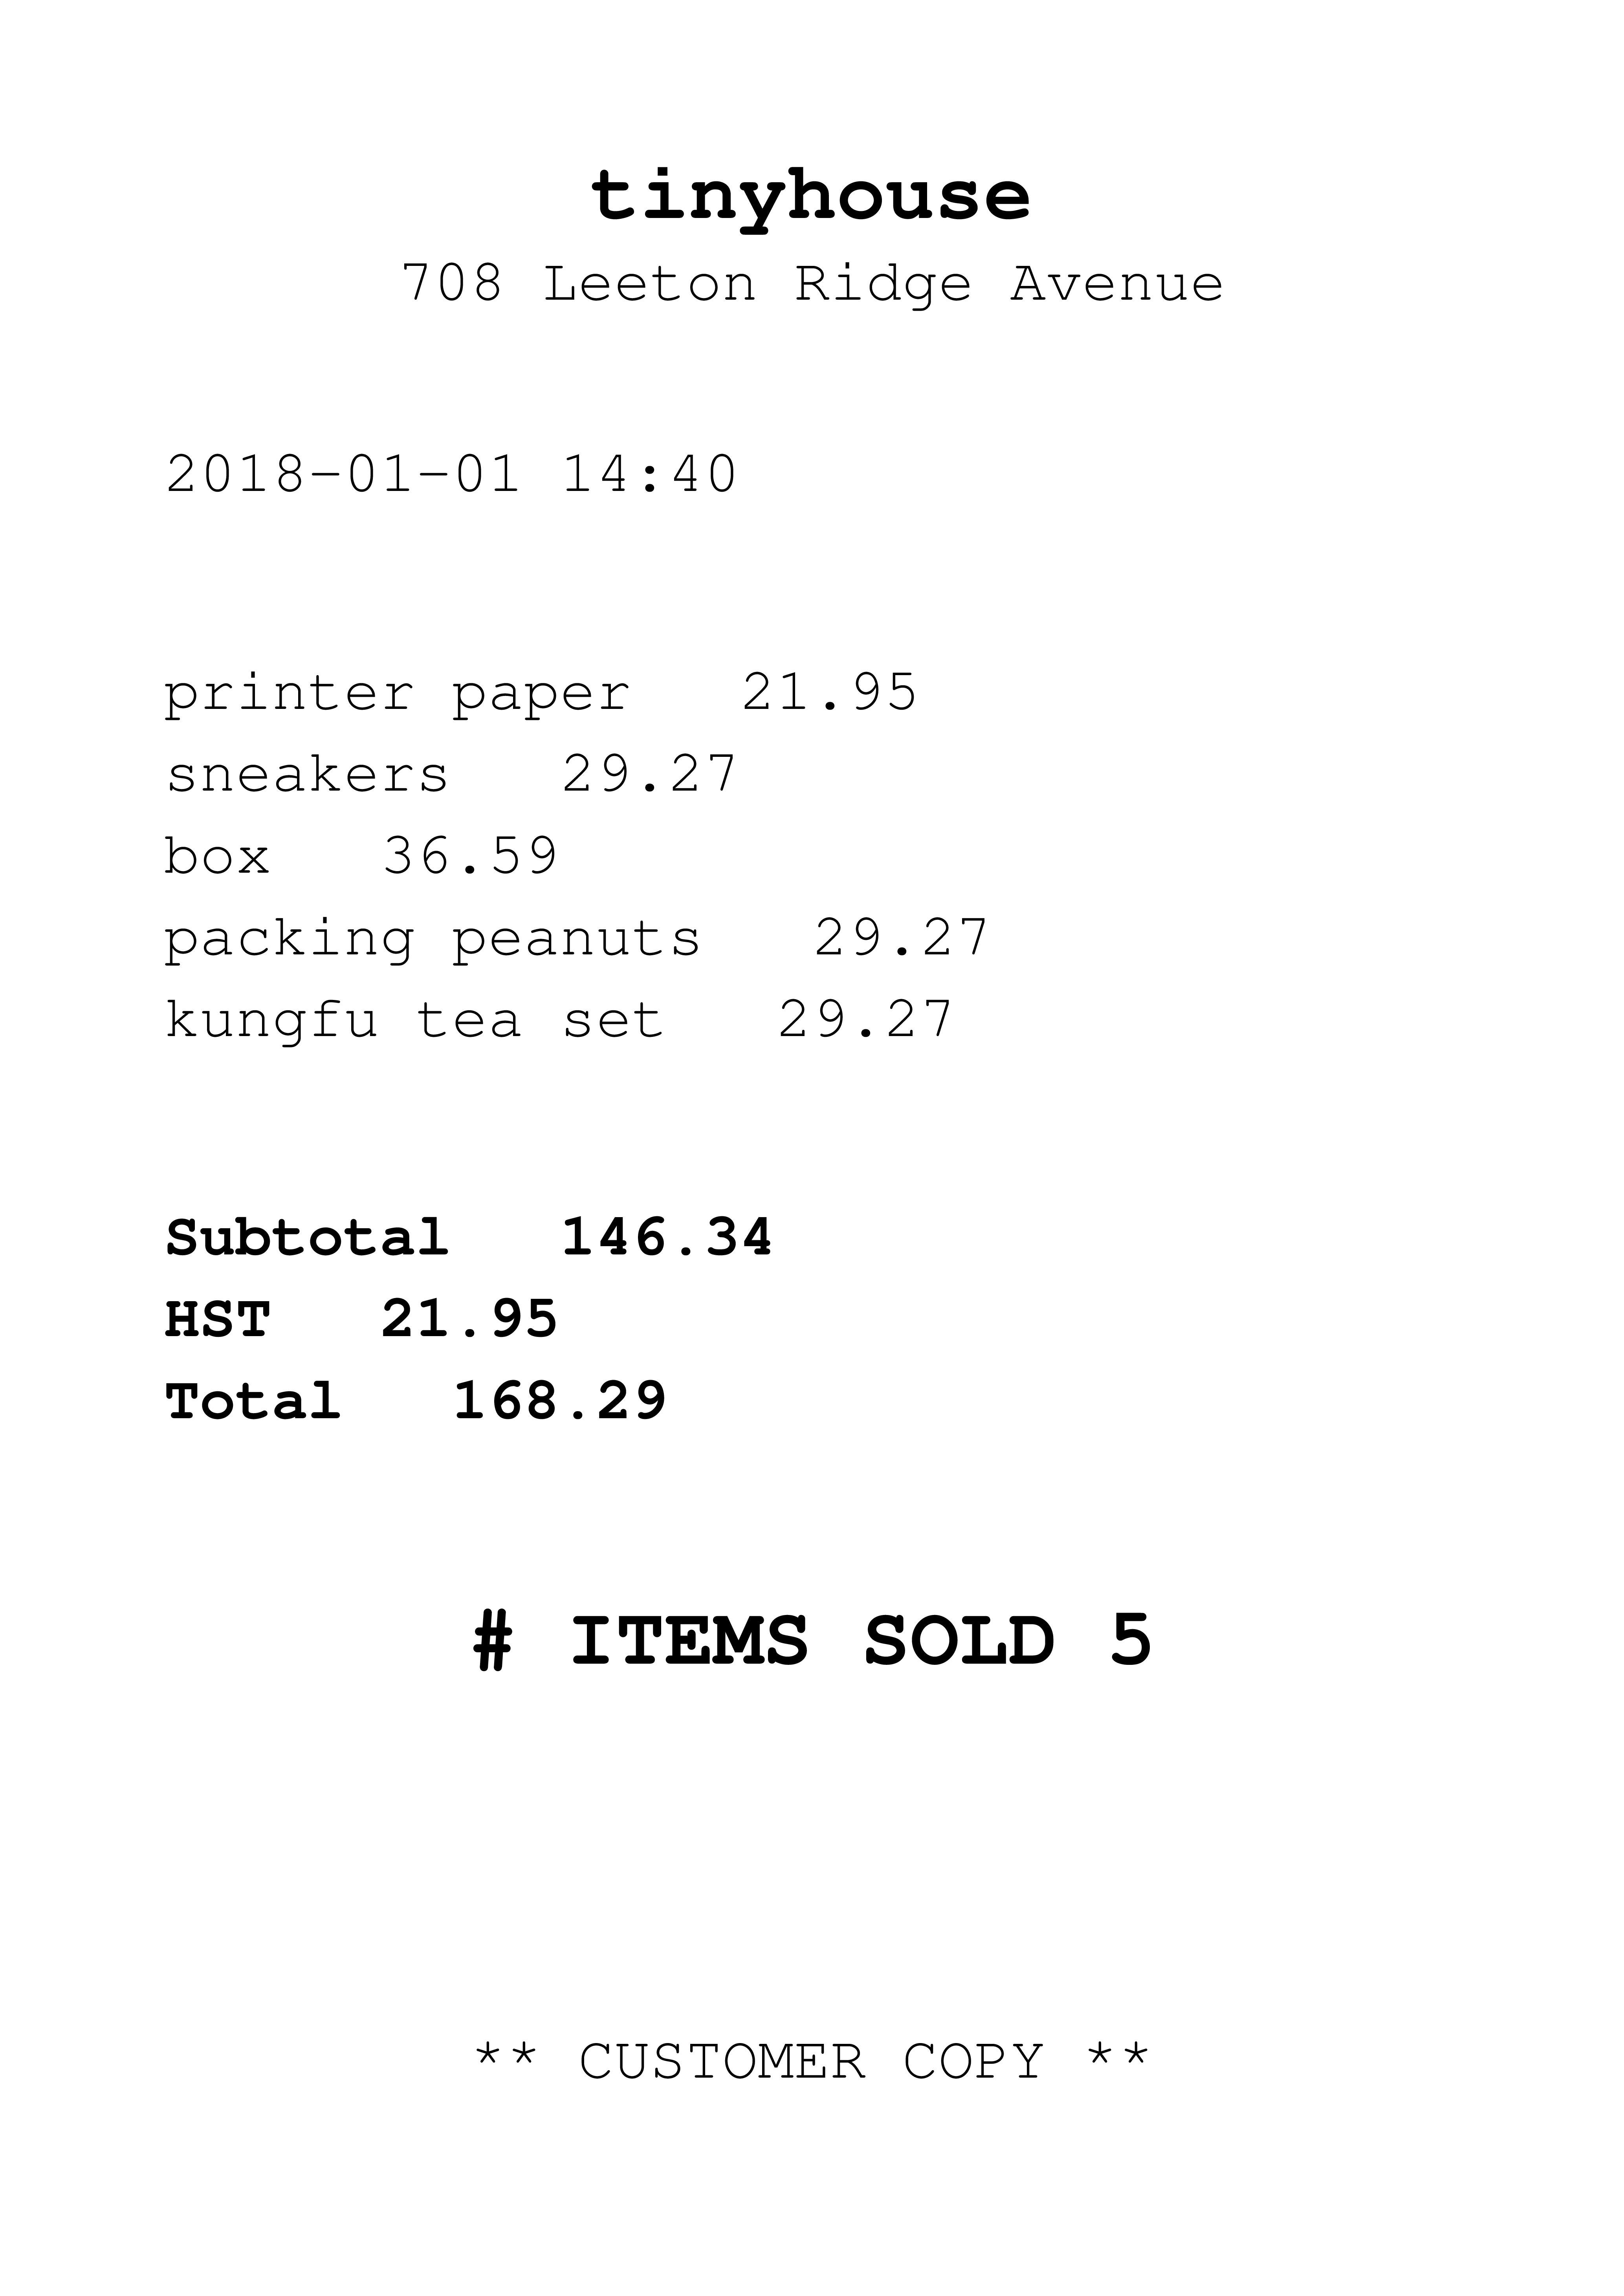 tinyhouse
708 Leeton Ridge Avenue
2018-01-01 14:40
printer paper 21.95
sneakers 29.27
box 36.59
packing peanuts 29.27
kungfu tea set 29.27
Subtotal 146.34
HST 21.95
Total 168.29
# ITEMS SOLD 5
** CUSTOMER COPY **